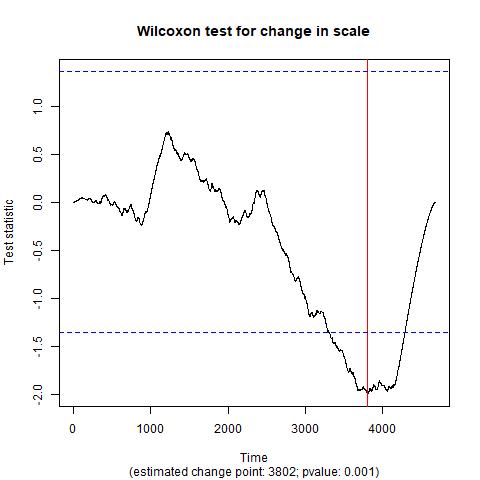 Wilcoxon test for change in scale
Test statistic
1.0
0.5
0.0
-0.5
-1.0
-1.5
-2.0
0 1000 2000 3000 4000
Time
(estimated change point: 3802; pvalue: 0.001)